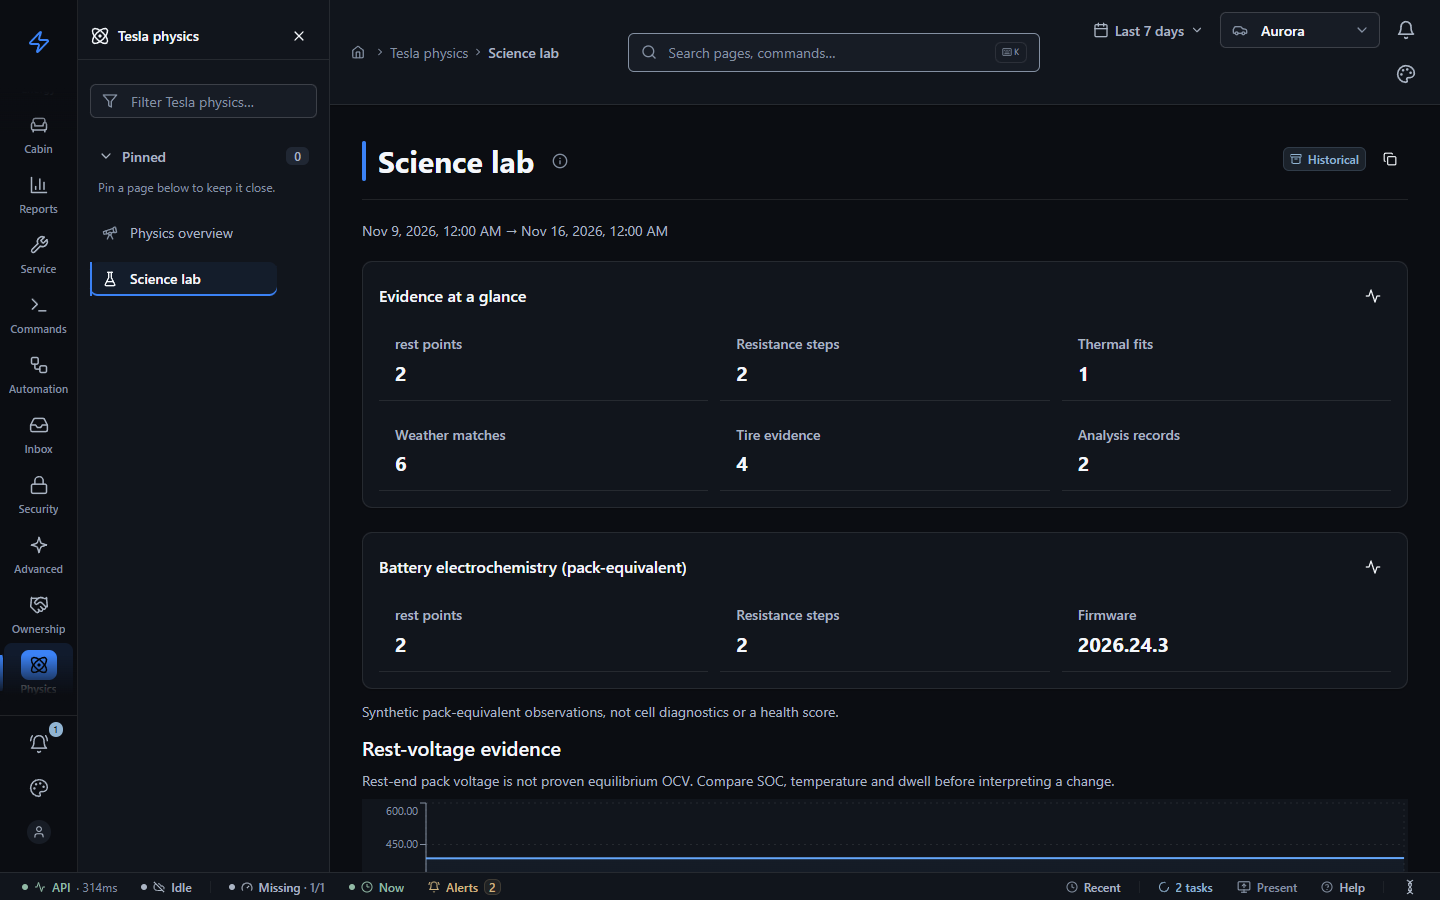 Tesla physics
Filter Tesla physics...
Pinned
0
Pin a page below to keep it close.
Physics overview
Science lab
Cabin
Reports
Service
Commands
Automation
Inbox
Security
Advanced
Ownership
Physics
1
Tesla physics
Science lab
Search pages, commands...
K
Last 7 days
Aurora
Science lab
Historical
Nov 9, 2026, 12:00 AM → Nov 16, 2026, 12:00 AM
Evidence at a glance
rest points
Resistance steps
Thermal fits
2
2
1
Weather matches
Tire evidence
Analysis records
6
4
2
Battery electrochemistry (pack-equivalent)
rest points
Resistance steps
Firmware
2
2
2026.24.3
Synthetic pack-equivalent observations, not cell diagnostics or a health score.
Rest-voltage evidence
Rest-end pack voltage is not proven equilibrium OCV. Compare SOC, temperature and dwell before interpreting a change.
600.00
450.00
API · 314ms
Idle
Missing · 1/1
Now
Alerts 2
Recent
2 tasks
Present
Help